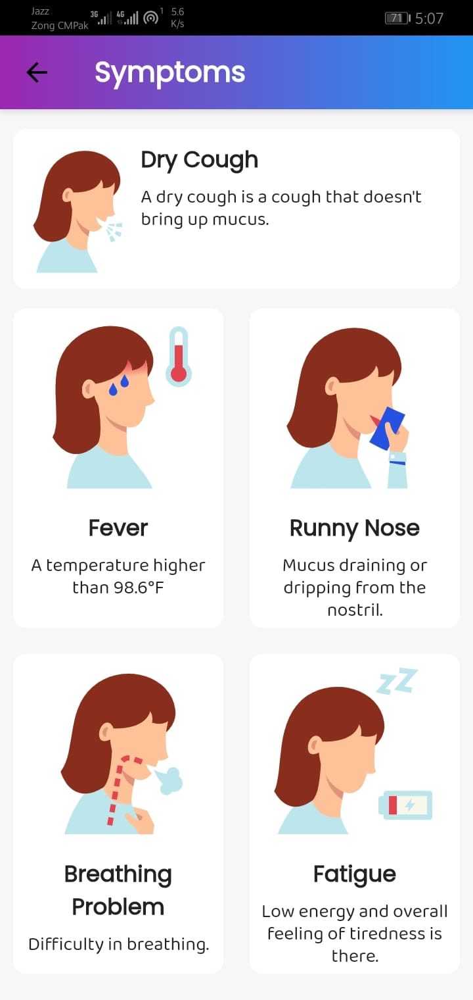 Jazz
Zong CMPak
3G
4G
1
5.6
K/s
71
5:07
Symptoms
Dry Cough
A dry cough is a cough that doesn't
bring up mucus.
Fever
A temperature higher
than 98.6°F
Runny Nose
Mucus draining or
dripping from the
nostril.
Breathing
Problem
Difficulty in breathing.
zZ
Fatigue
Low energy and overall
feeling of tiredness is
there.